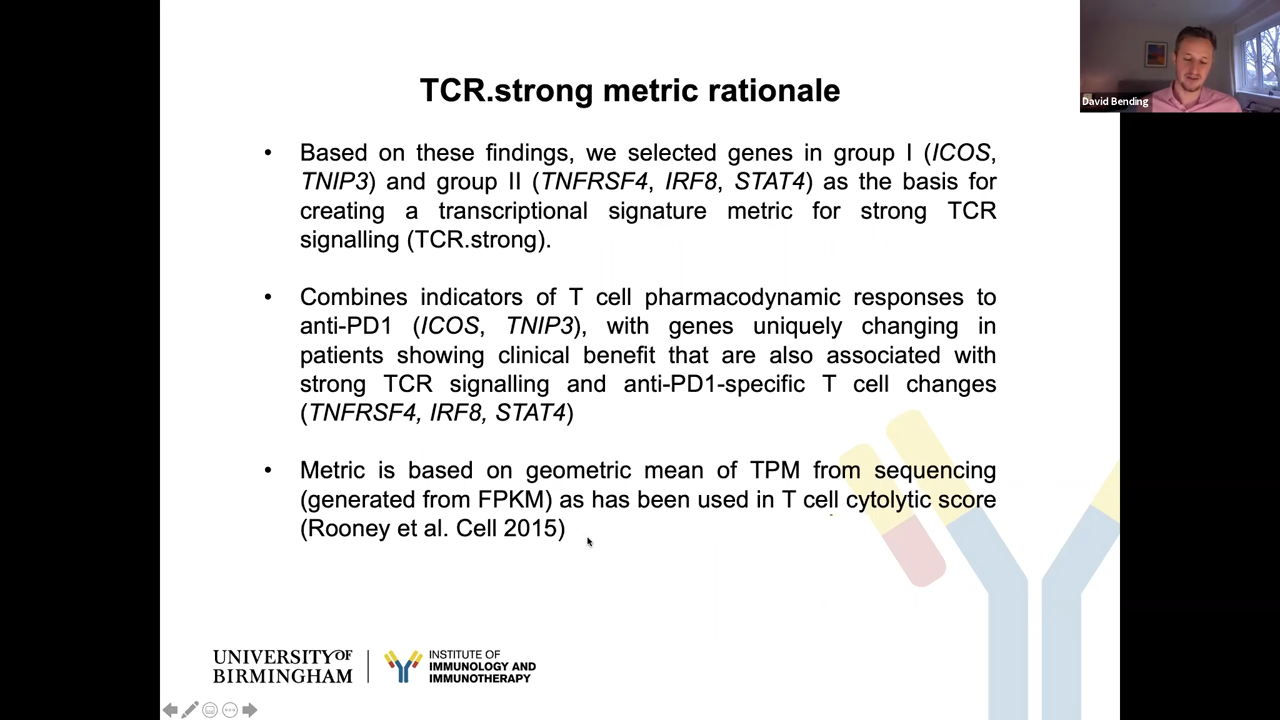 TCR.strong metric rationale
• Based on these findings, we selected genes in group I (ICOS,
TNIP3) and group II (TNFRSF4, IRF8, STAT4) as the basis for
creating a transcriptional signature metric for strong TCR
signalling (TCR.strong).
• Combines indicators of T cell pharmacodynamic responses to
anti-PD1 (ICOS, TNIP3), with genes uniquely changing in
patients showing clinical benefit that are also associated with
strong TCR signalling and anti-PD1-specific T cell changes
(TNFRSF4, IRF8, STAT4)
• Metric is based on geometric mean of TPM from sequencing
(generated from FPKM) as has been used in T cell cytolytic score
(Rooney et al. Cell 2015)
David Bending
UNIVERSITY OF
BIRMINGHAM
INSTITUTE OF
IMMUNOLOGY AND
IMMUNOTHERAPY